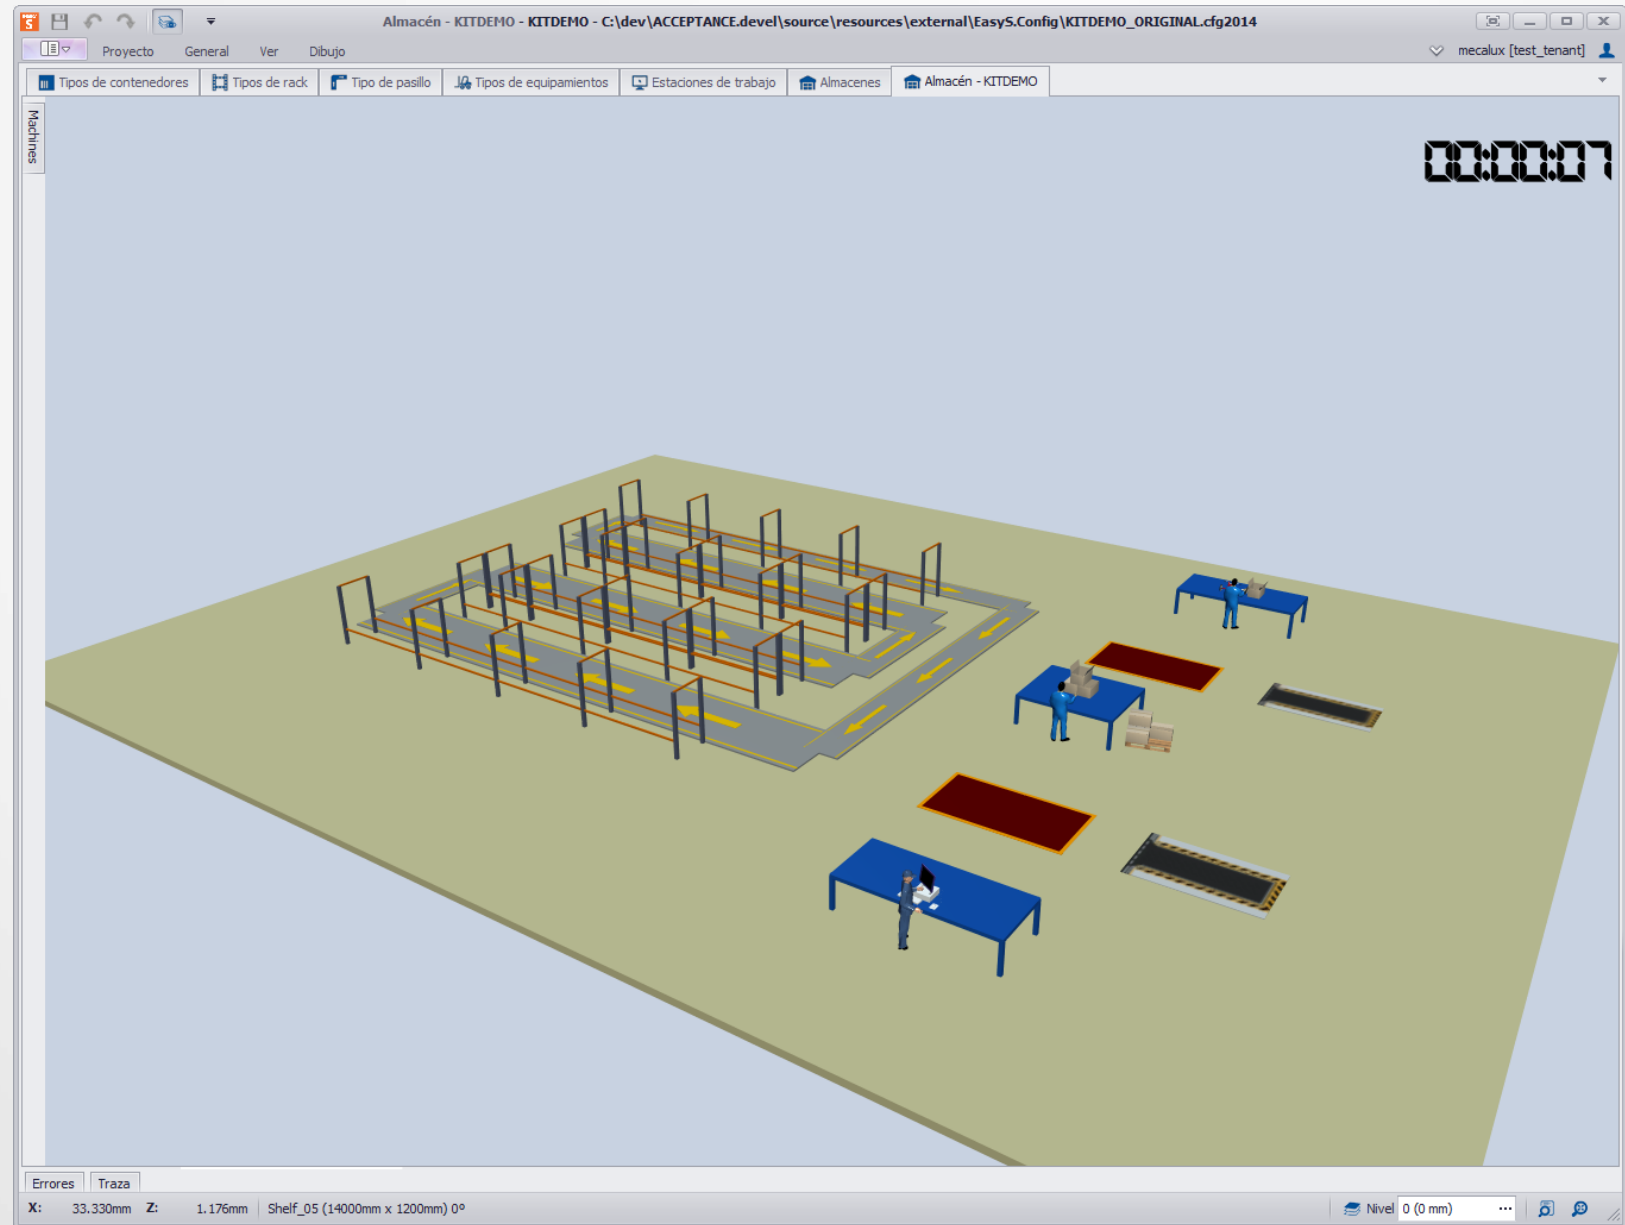 Almacén - KITDEMO - KITDEMO - C:\dev\ACCEPTANCE.devel\source\resources\external\EasyS.Config\KITDEMO_ORIGINAL.cfg2014
Proyecto General Ver Dibujo mecalux [test_tenant]
Tipos de contenedores Tipos de rack Tipo de pasillo Tipos de equipamientos Estaciones de trabajo Almacenes Almacén - KITDEMO
Machines
00:00:07
Errores Traza
X: 33.330mm Z: 1.176mm Shelf_05 (14000mm x 1200mm) 0º Nivel 0 (0 mm) ...